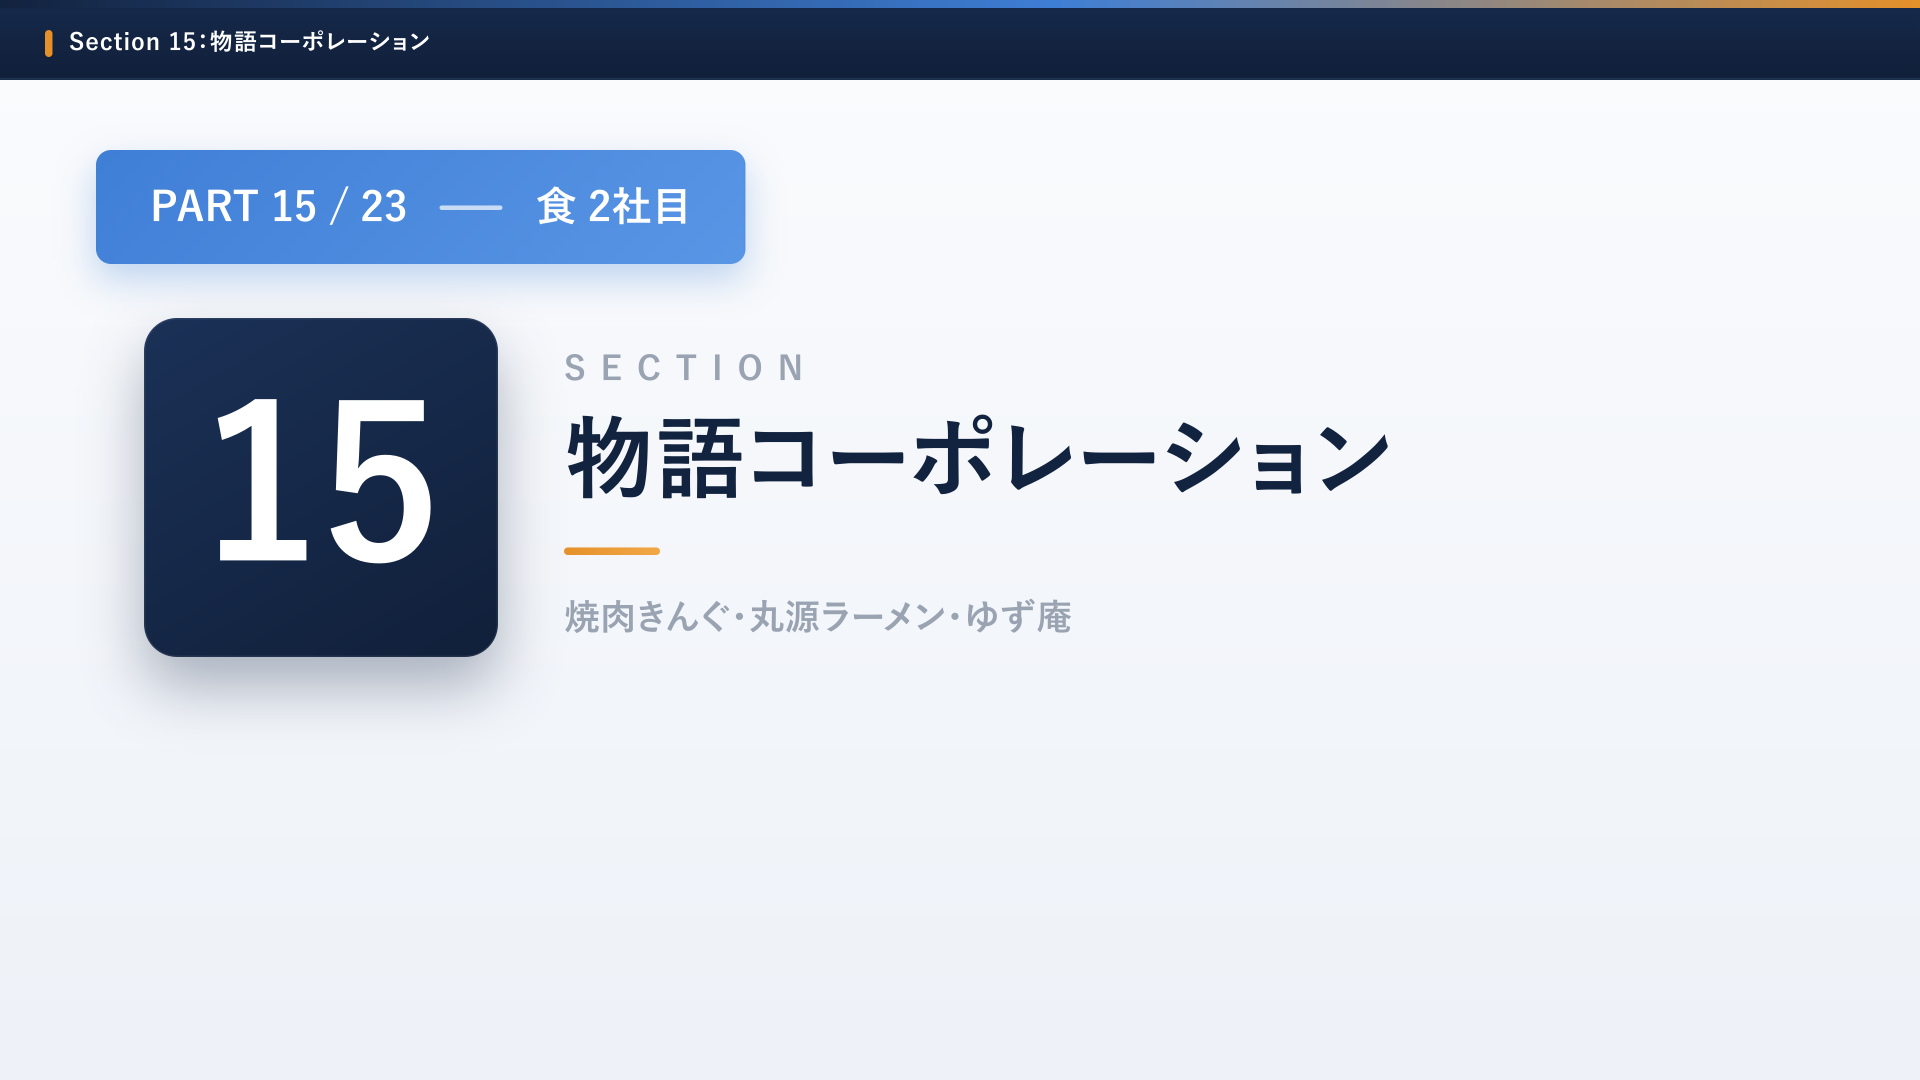 Section 15：物語コーポレーション
PART 15 / 23 — 食 2社目
15
SECTION
物語コーポレーション
焼肉きんぐ・丸源ラーメン・ゆず庵